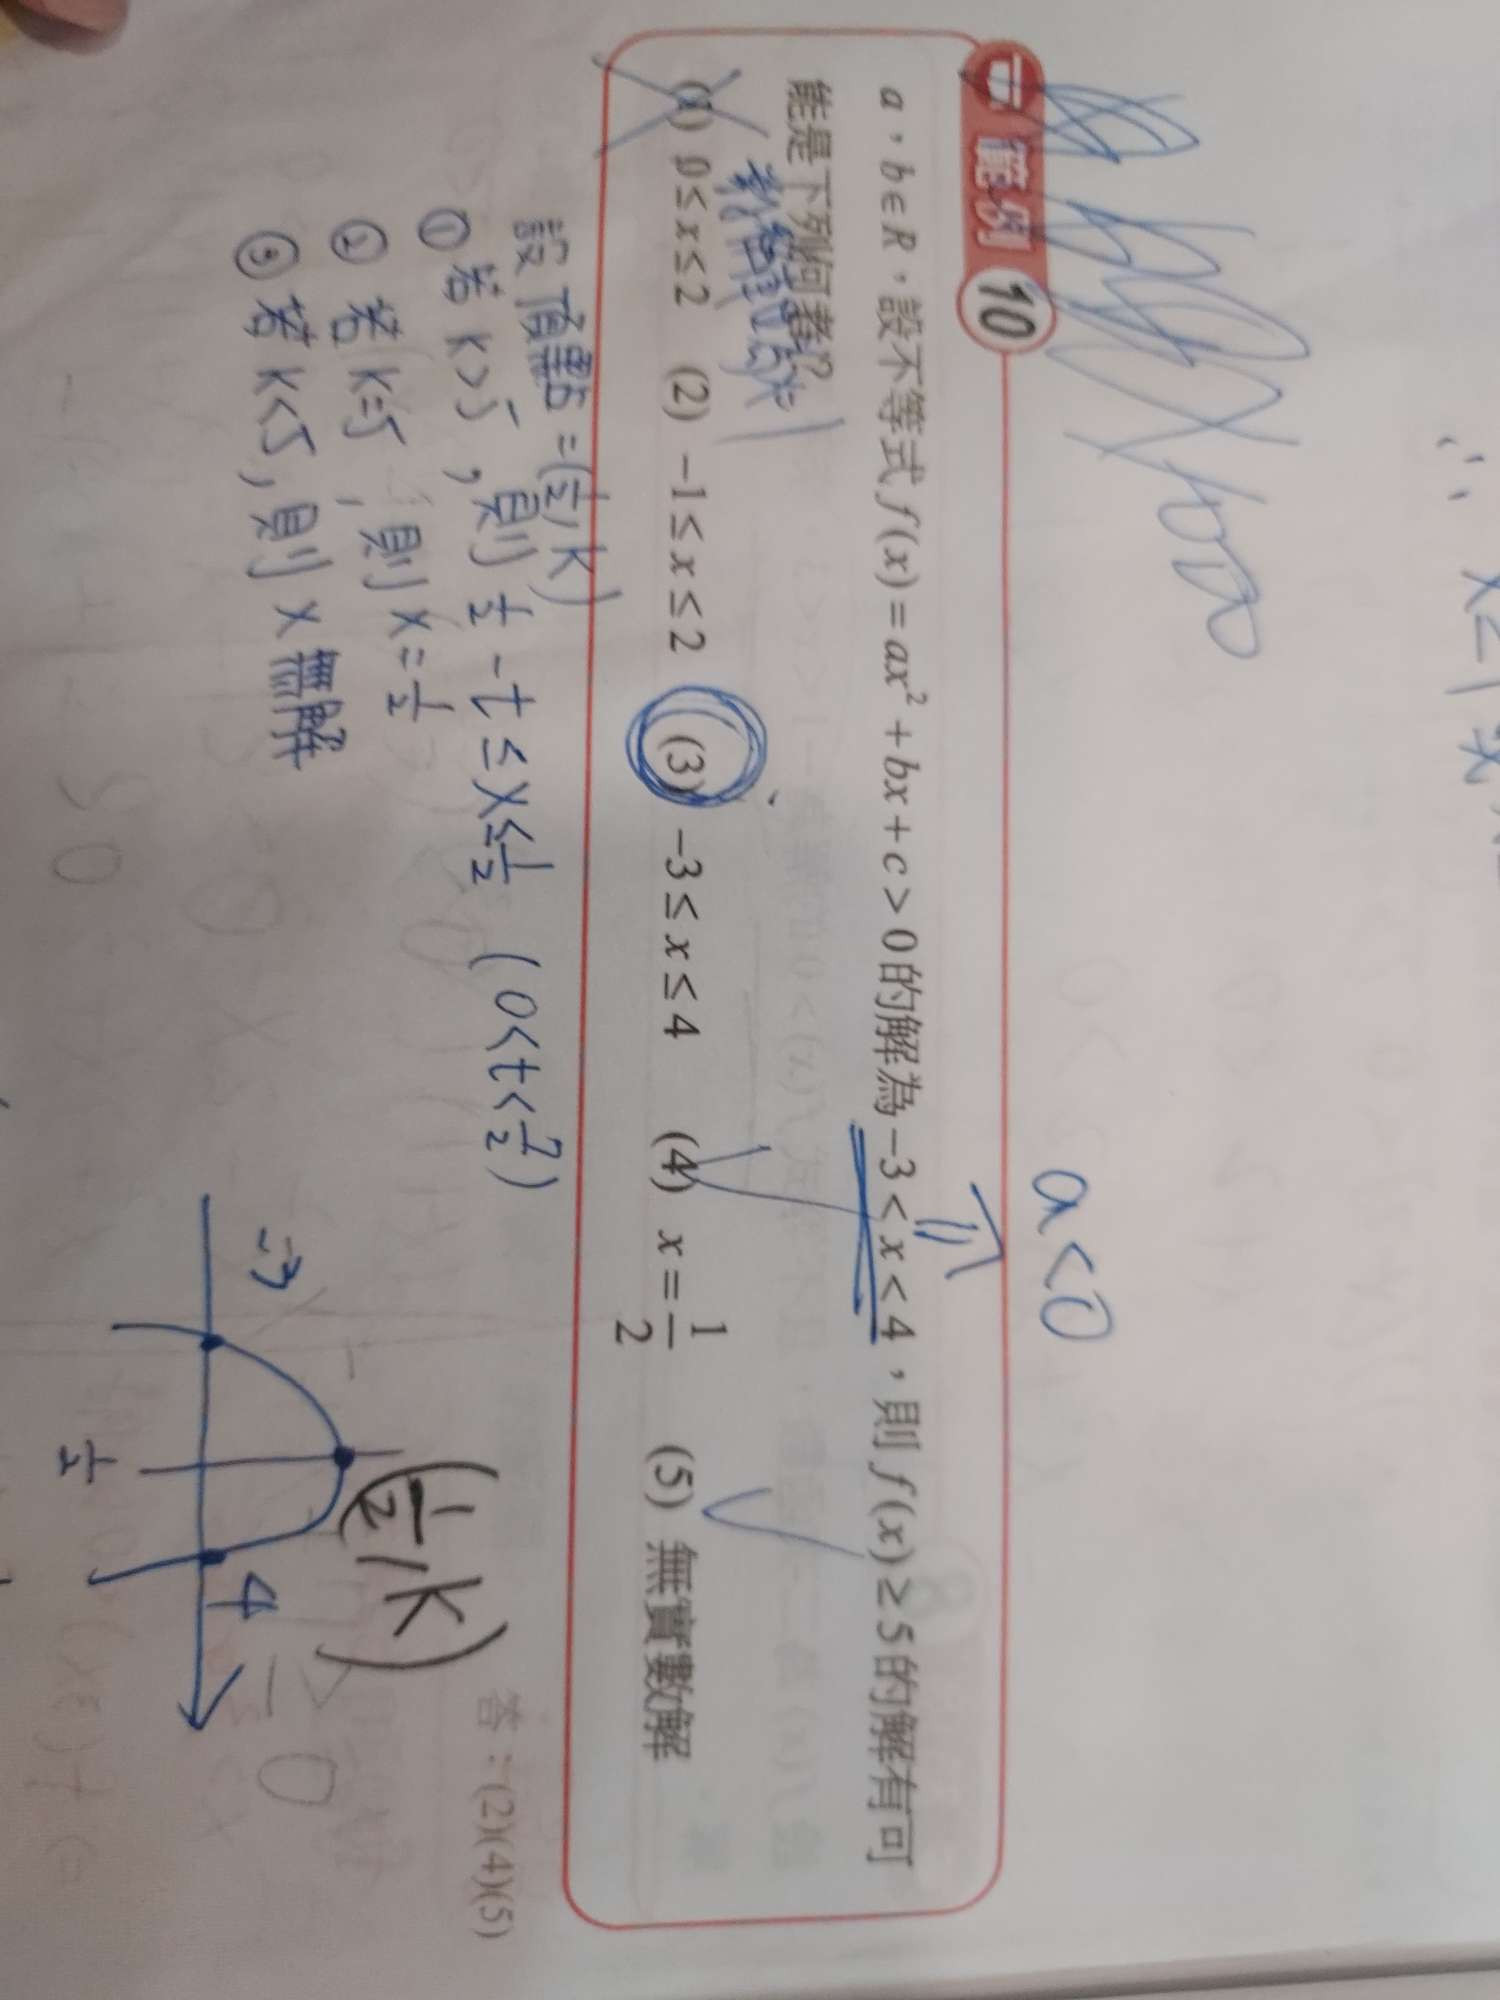 ∴ x≥1 或
a<0
範例 10
a，b∈R，設不等式 f(x)=ax²+bx+c>0 的解為 -3<x<4，則 f(x)≥5 的解有可
能是下列何者?
(1) 0≤x≤2 (2) -1≤x≤2 (3) -3≤x≤4 (4) x=1/2 (5) 無實數解
答：(2)(4)(5)
設頂點=(1/2, k)
① 若 k>5，則 1/2 - t ≤ x ≤ 1/2 (0<t<7/2)
② 若 k=5，則 x=1/2
③ 若 k<5，則 x 無解
(1/2, k)
-3
4
1/2